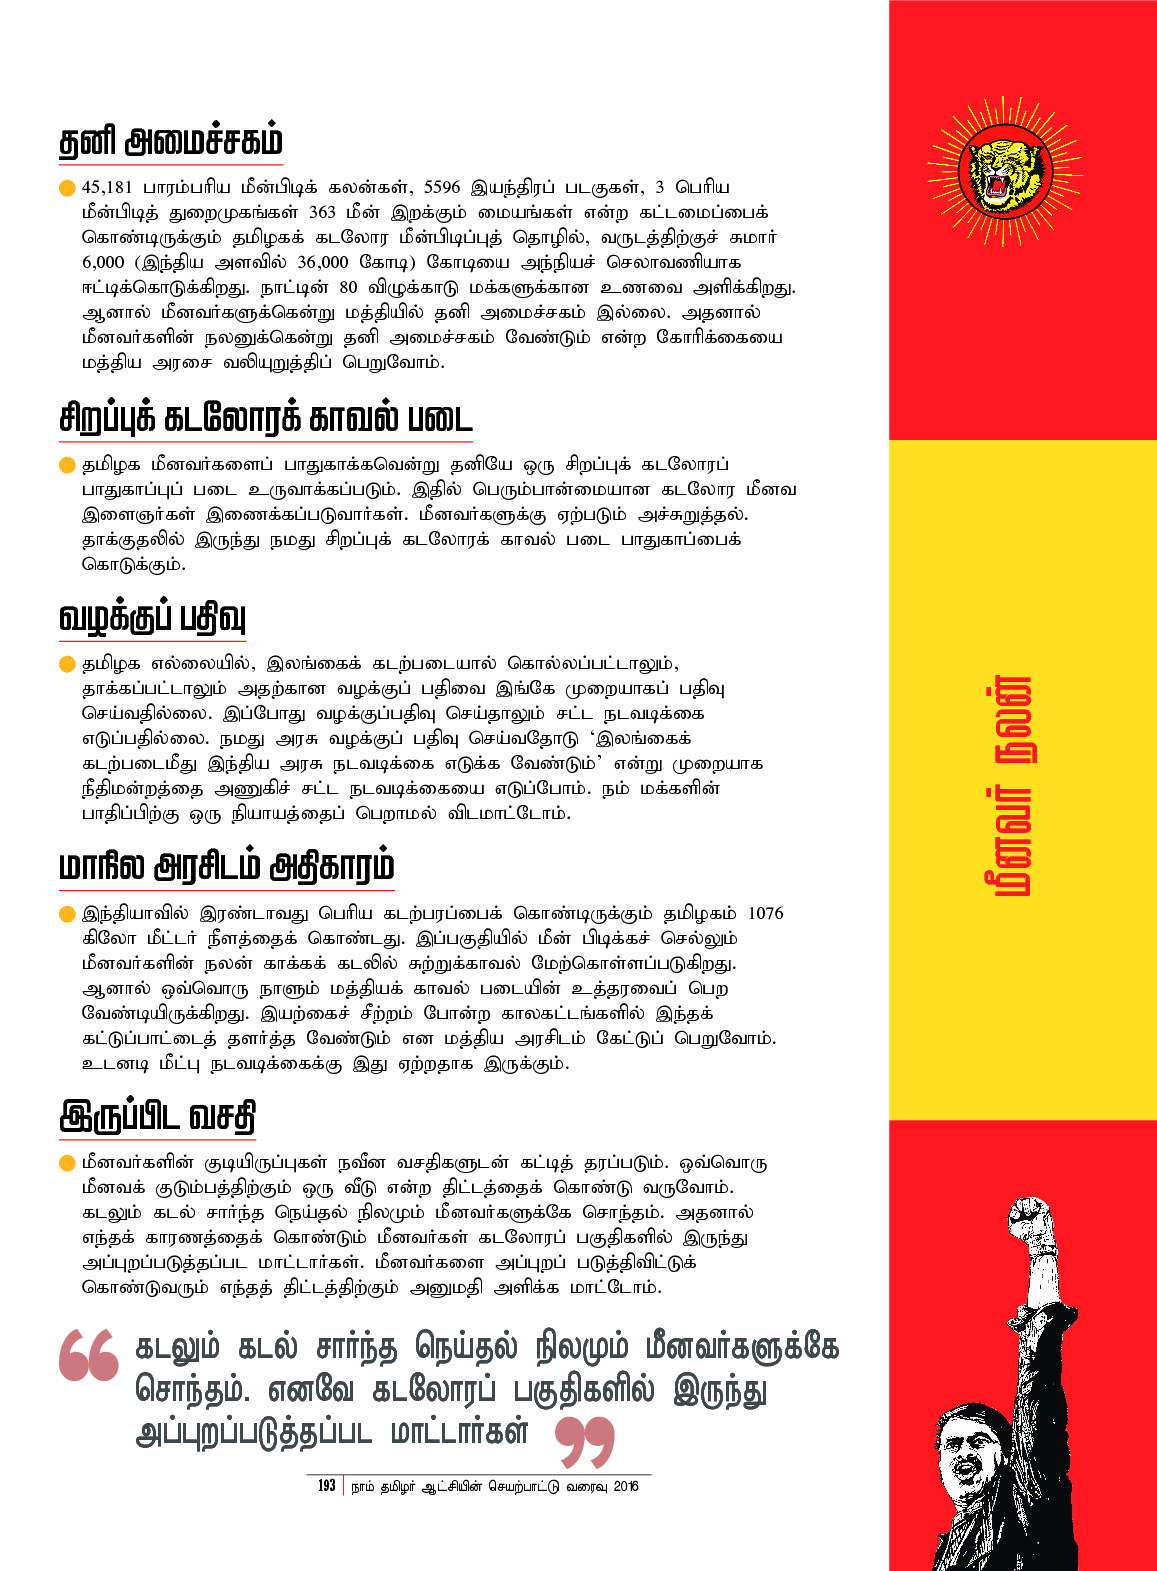 தனி அமைச்சகம்
45,181 பாரம்பரிய மீன்பிடிக் கலன்கள், 5596 இயந்திரப் படகுகள், 3 பெரிய
மீன்பிடித் துறைமுகங்கள் 363 மீன் இறக்கும் மையங்கள் என்ற கட்டமைப்பைக்
கொண்டிருக்கும் தமிழகக் கடலோர மீன்பிடிப்புத் தொழில், வருடத்திற்குச் சுமார்
6,000 (இந்திய அளவில் 36,000 கோடி) கோடியை அந்நியச் செலாவணியாக
ஈட்டிக்கொடுக்கிறது. நாட்டின் 80 விழுக்காடு மக்களுக்கான உணவை அளிக்கிறது.
ஆனால் மீனவர்களுக்கென்று மத்தியில் தனி அமைச்சகம் இல்லை. அதனால்
மீனவர்களின் நலனுக்கென்று தனி அமைச்சகம் வேண்டும் என்ற கோரிக்கையை
மத்திய அரசை வலியுறுத்திப் பெறுவோம்.
சிறப்புக் கடலோரக் காவல் படை
தமிழக மீனவர்களைப் பாதுகாக்கவென்று தனியே ஒரு சிறப்புக் கடலோரப்
பாதுகாப்புப் படை உருவாக்கப்படும். இதில் பெரும்பான்மையான கடலோர மீனவ
இளைஞர்கள் இணைக்கப்படுவார்கள். மீனவர்களுக்கு ஏற்படும் அச்சுறுத்தல்.
தாக்குதலில் இருந்து நமது சிறப்புக் கடலோரக் காவல் படை பாதுகாப்பைக்
கொடுக்கும்.
வழக்குப் பதிவு
தமிழக எல்லையில், இலங்கைக் கடற்படையால் கொல்லப்பட்டாலும்,
தாக்கப்பட்டாலும் அதற்கான வழக்குப் பதிவை இங்கே முறையாகப் பதிவு
செய்வதில்லை. இப்போது வழக்குப்பதிவு செய்தாலும் சட்ட நடவடிக்கை
எடுப்பதில்லை. நமது அரசு வழக்குப் பதிவு செய்வதோடு ‘இலங்கைக்
கடற்படைமீது இந்திய அரசு நடவடிக்கை எடுக்க வேண்டும்’ என்று முறையாக
நீதிமன்றத்தை அணுகிச் சட்ட நடவடிக்கையை எடுப்போம். நம் மக்களின்
பாதிப்பிற்கு ஒரு நியாயத்தைப் பெறாமல் விடமாட்டோம்.
மாநில அரசிடம் அதிகாரம்
இந்தியாவில் இரண்டாவது பெரிய கடற்பரப்பைக் கொண்டிருக்கும் தமிழகம் 1076
கிலோ மீட்டர் நீளத்தைக் கொண்டது. இப்பகுதியில் மீன் பிடிக்கச் செல்லும்
மீனவர்களின் நலன் காக்கக் கடலில் சுற்றுக்காவல் மேற்கொள்ளப்படுகிறது.
ஆனால் ஒவ்வொரு நாளும் மத்தியக் காவல் படையின் உத்தரவைப் பெற
வேண்டியிருக்கிறது. இயற்கைச் சீற்றம் போன்ற காலகட்டங்களில் இந்தக்
கட்டுப்பாட்டைத் தளர்த்த வேண்டும் என மத்திய அரசிடம் கேட்டுப் பெறுவோம்.
உடனடி மீட்பு நடவடிக்கைக்கு இது ஏற்றதாக இருக்கும்.
இருப்பிட வசதி
மீனவர்களின் குடியிருப்புகள் நவீன வசதிகளுடன் கட்டித் தரப்படும். ஒவ்வொரு
மீனவக் குடும்பத்திற்கும் ஒரு வீடு என்ற திட்டத்தைக் கொண்டு வருவோம்.
கடலும் கடல் சார்ந்த நெய்தல் நிலமும் மீனவர்களுக்கே சொந்தம். அதனால்
எந்தக் காரணத்தைக் கொண்டும் மீனவர்கள் கடலோரப் பகுதிகளில் இருந்து
அப்புறப்படுத்தப்பட மாட்டார்கள். மீனவர்களை அப்புறப் படுத்திவிட்டுக்
கொண்டுவரும் எந்தத் திட்டத்திற்கும் அனுமதி அளிக்க மாட்டோம்.
“கடலும் கடல் சார்ந்த நெய்தல் நிலமும் மீனவர்களுக்கே
சொந்தம். எனவே கடலோரப் பகுதிகளில் இருந்து
அப்புறப்படுத்தப்பட மாட்டார்கள்”
193 நாம் தமிழர் ஆட்சியின் செயற்பாட்டு வரைவு 2016
மீனவர் நலன்